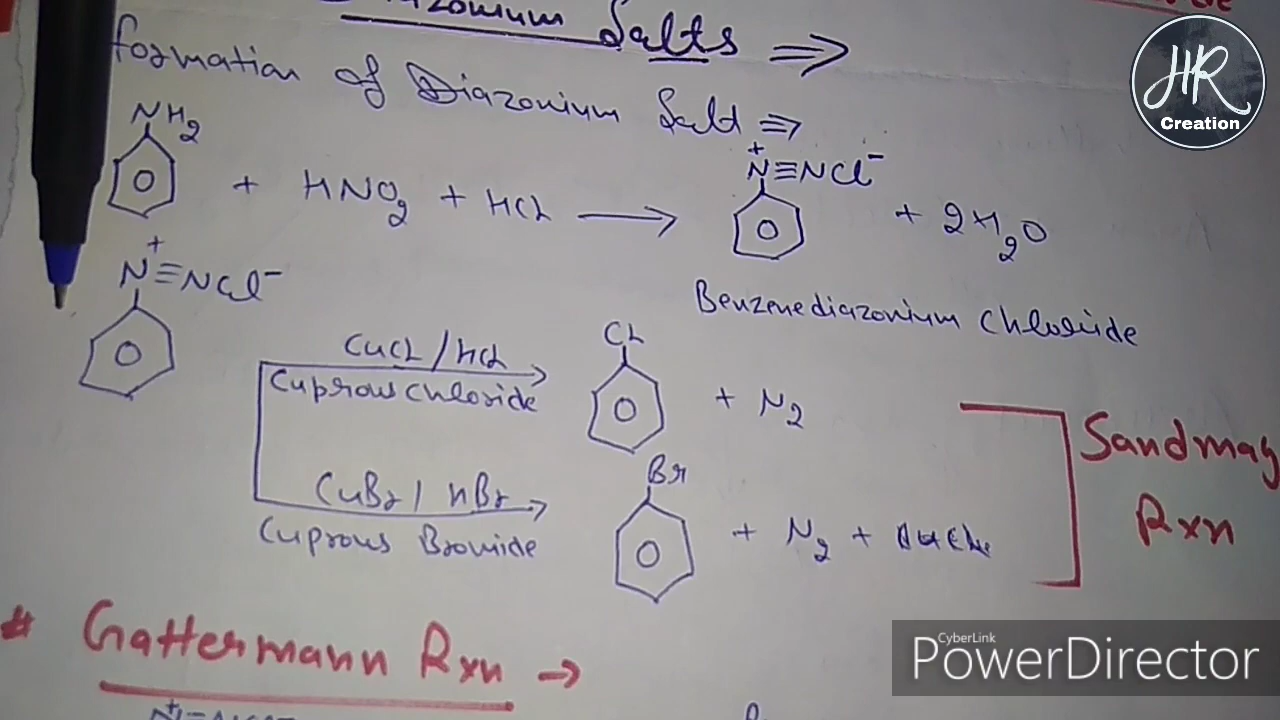 Salts ⇒
formation of Diazonium Salt ⇒
HR
Creation
NH2
+ HNO2 + HCl ⟶
+
N≡NCl⁻
+ 2H2O
Benzenediazonium Chloride
+
N≡NCl⁻
CuCl / HCl
Cuprous chloride
Cl
+ N2
CuBr / HBr
Cuprous Bromide
Br
+ N2 +
Sandmay
Rxn
# Gattermann Rxn →
CyberLink
PowerDirector